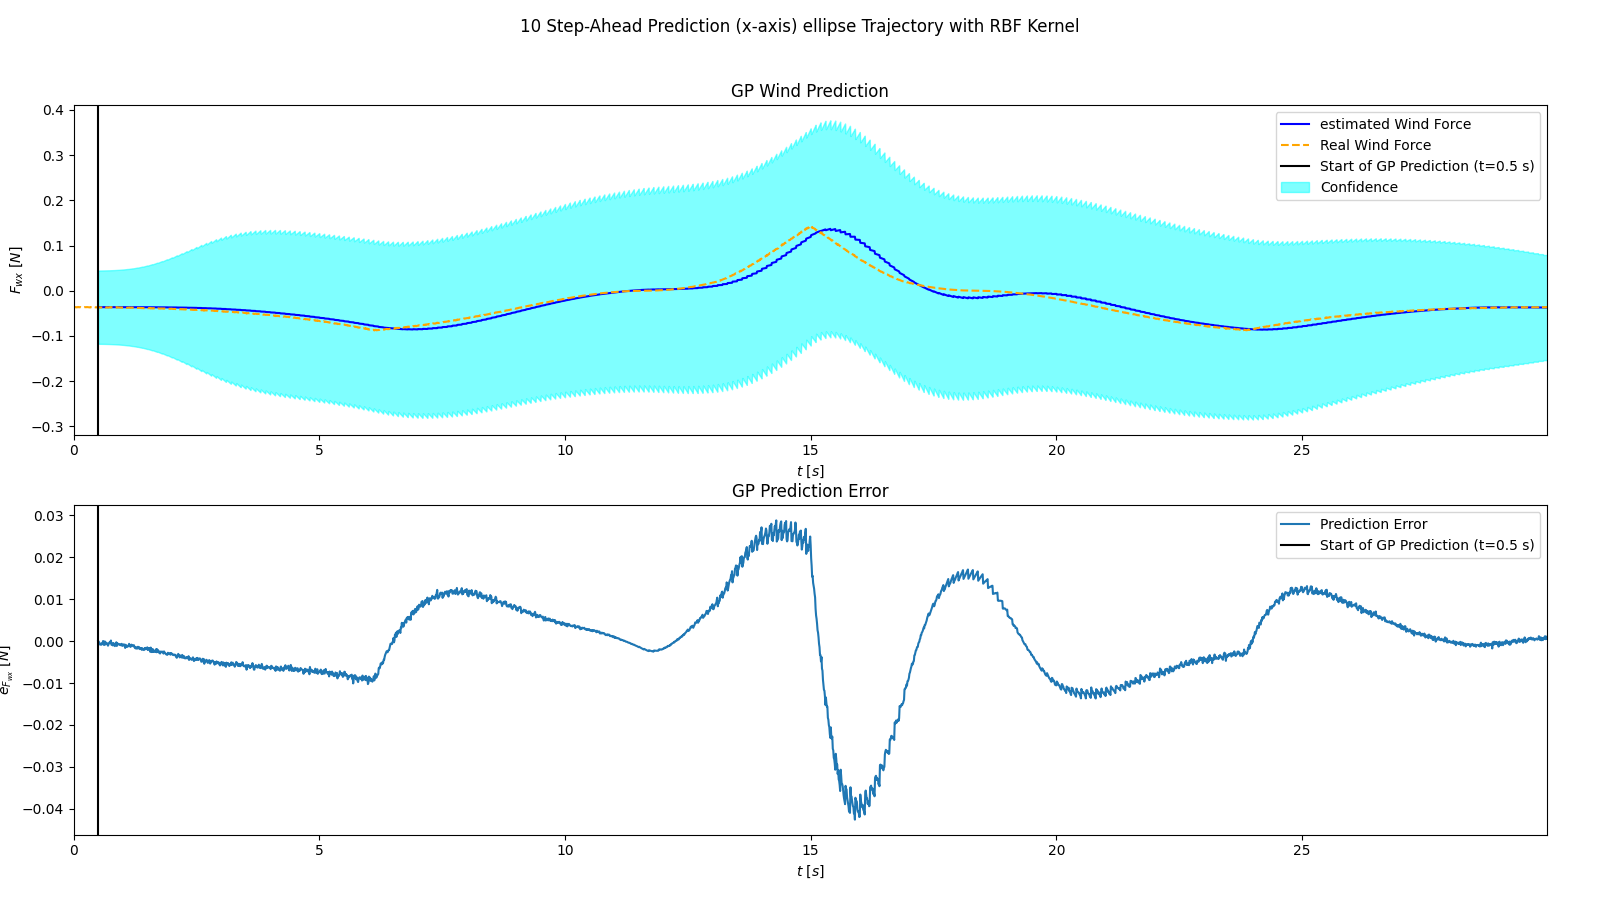 10 Step-Ahead Prediction (x-axis) ellipse Trajectory with RBF Kernel
GP Wind Prediction
0.4
0.3
0.2
0.1
0.0
−0.1
−0.2
−0.3
F_wx [N]
estimated Wind Force
Real Wind Force
Start of GP Prediction (t=0.5 s)
Confidence
0 5 10 15 20 25
t [s]
GP Prediction Error
0.03
0.02
0.01
0.00
−0.01
−0.02
−0.03
−0.04
e_F_wx [N]
Prediction Error
Start of GP Prediction (t=0.5 s)
0 5 10 15 20 25
t [s]